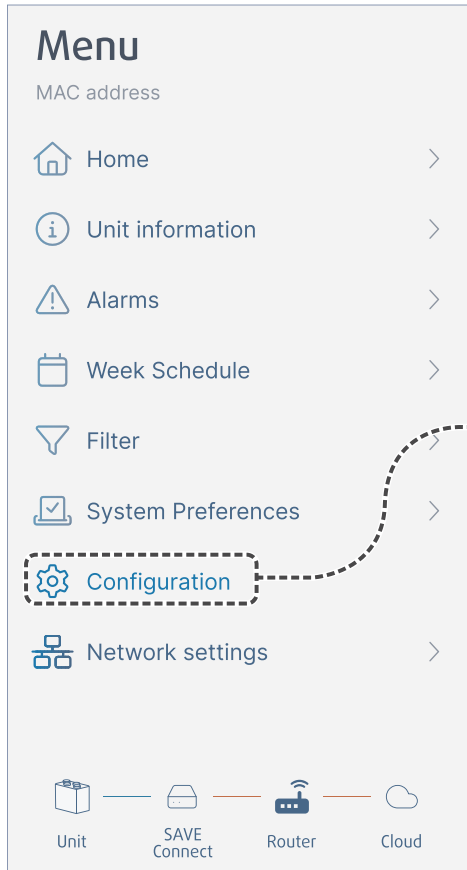 Menu
MAC address
Home
Unit information
Alarms
Week Schedule
Filter
System Preferences
Configuration
Network settings
Unit
SAVE
Connect
Router
Cloud